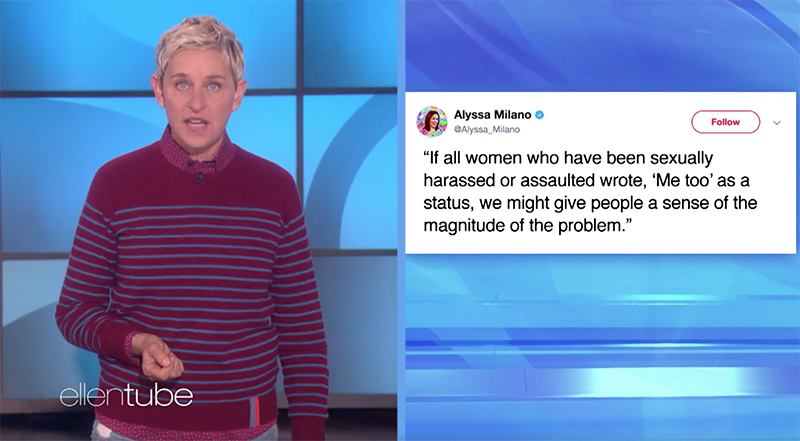 ellentube
Alyssa Milano
@Alyssa_Milano
Follow
“If all women who have been sexually
harassed or assaulted wrote, ‘Me too’ as a
status, we might give people a sense of the
magnitude of the problem.”